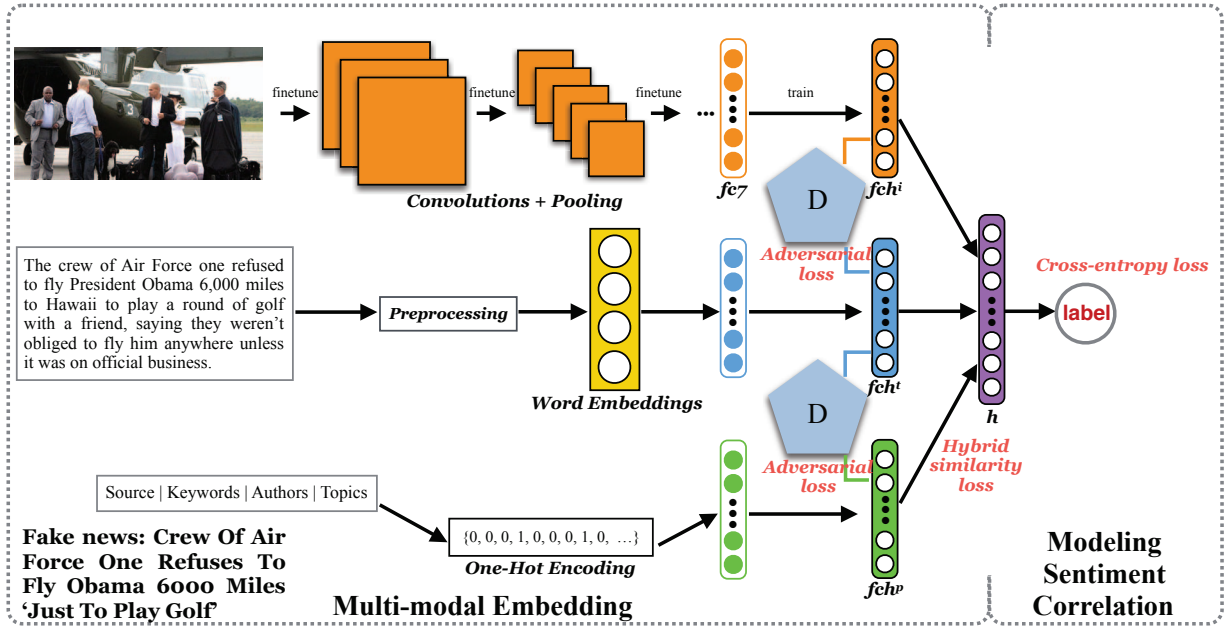 finetune
finetune
finetune
...
train
fc7
fchⁱ
Convolutions + Pooling
D
Adversarial
loss
The crew of Air Force one refused
to fly President Obama 6,000 miles
to Hawaii to play a round of golf
with a friend, saying they weren't
obliged to fly him anywhere unless
it was on official business.
Preprocessing
Word Embeddings
fchᵗ
h
Cross-entropy loss
label
D
Adversarial
loss
Hybrid
similarity
loss
Source | Keywords | Authors | Topics
{0, 0, 0, 1, 0, 0, 0, 1, 0, …}
One-Hot Encoding
fchᵖ
Fake news: Crew Of Air
Force One Refuses To
Fly Obama 6000 Miles
'Just To Play Golf'
Multi-modal Embedding
Modeling
Sentiment
Correlation